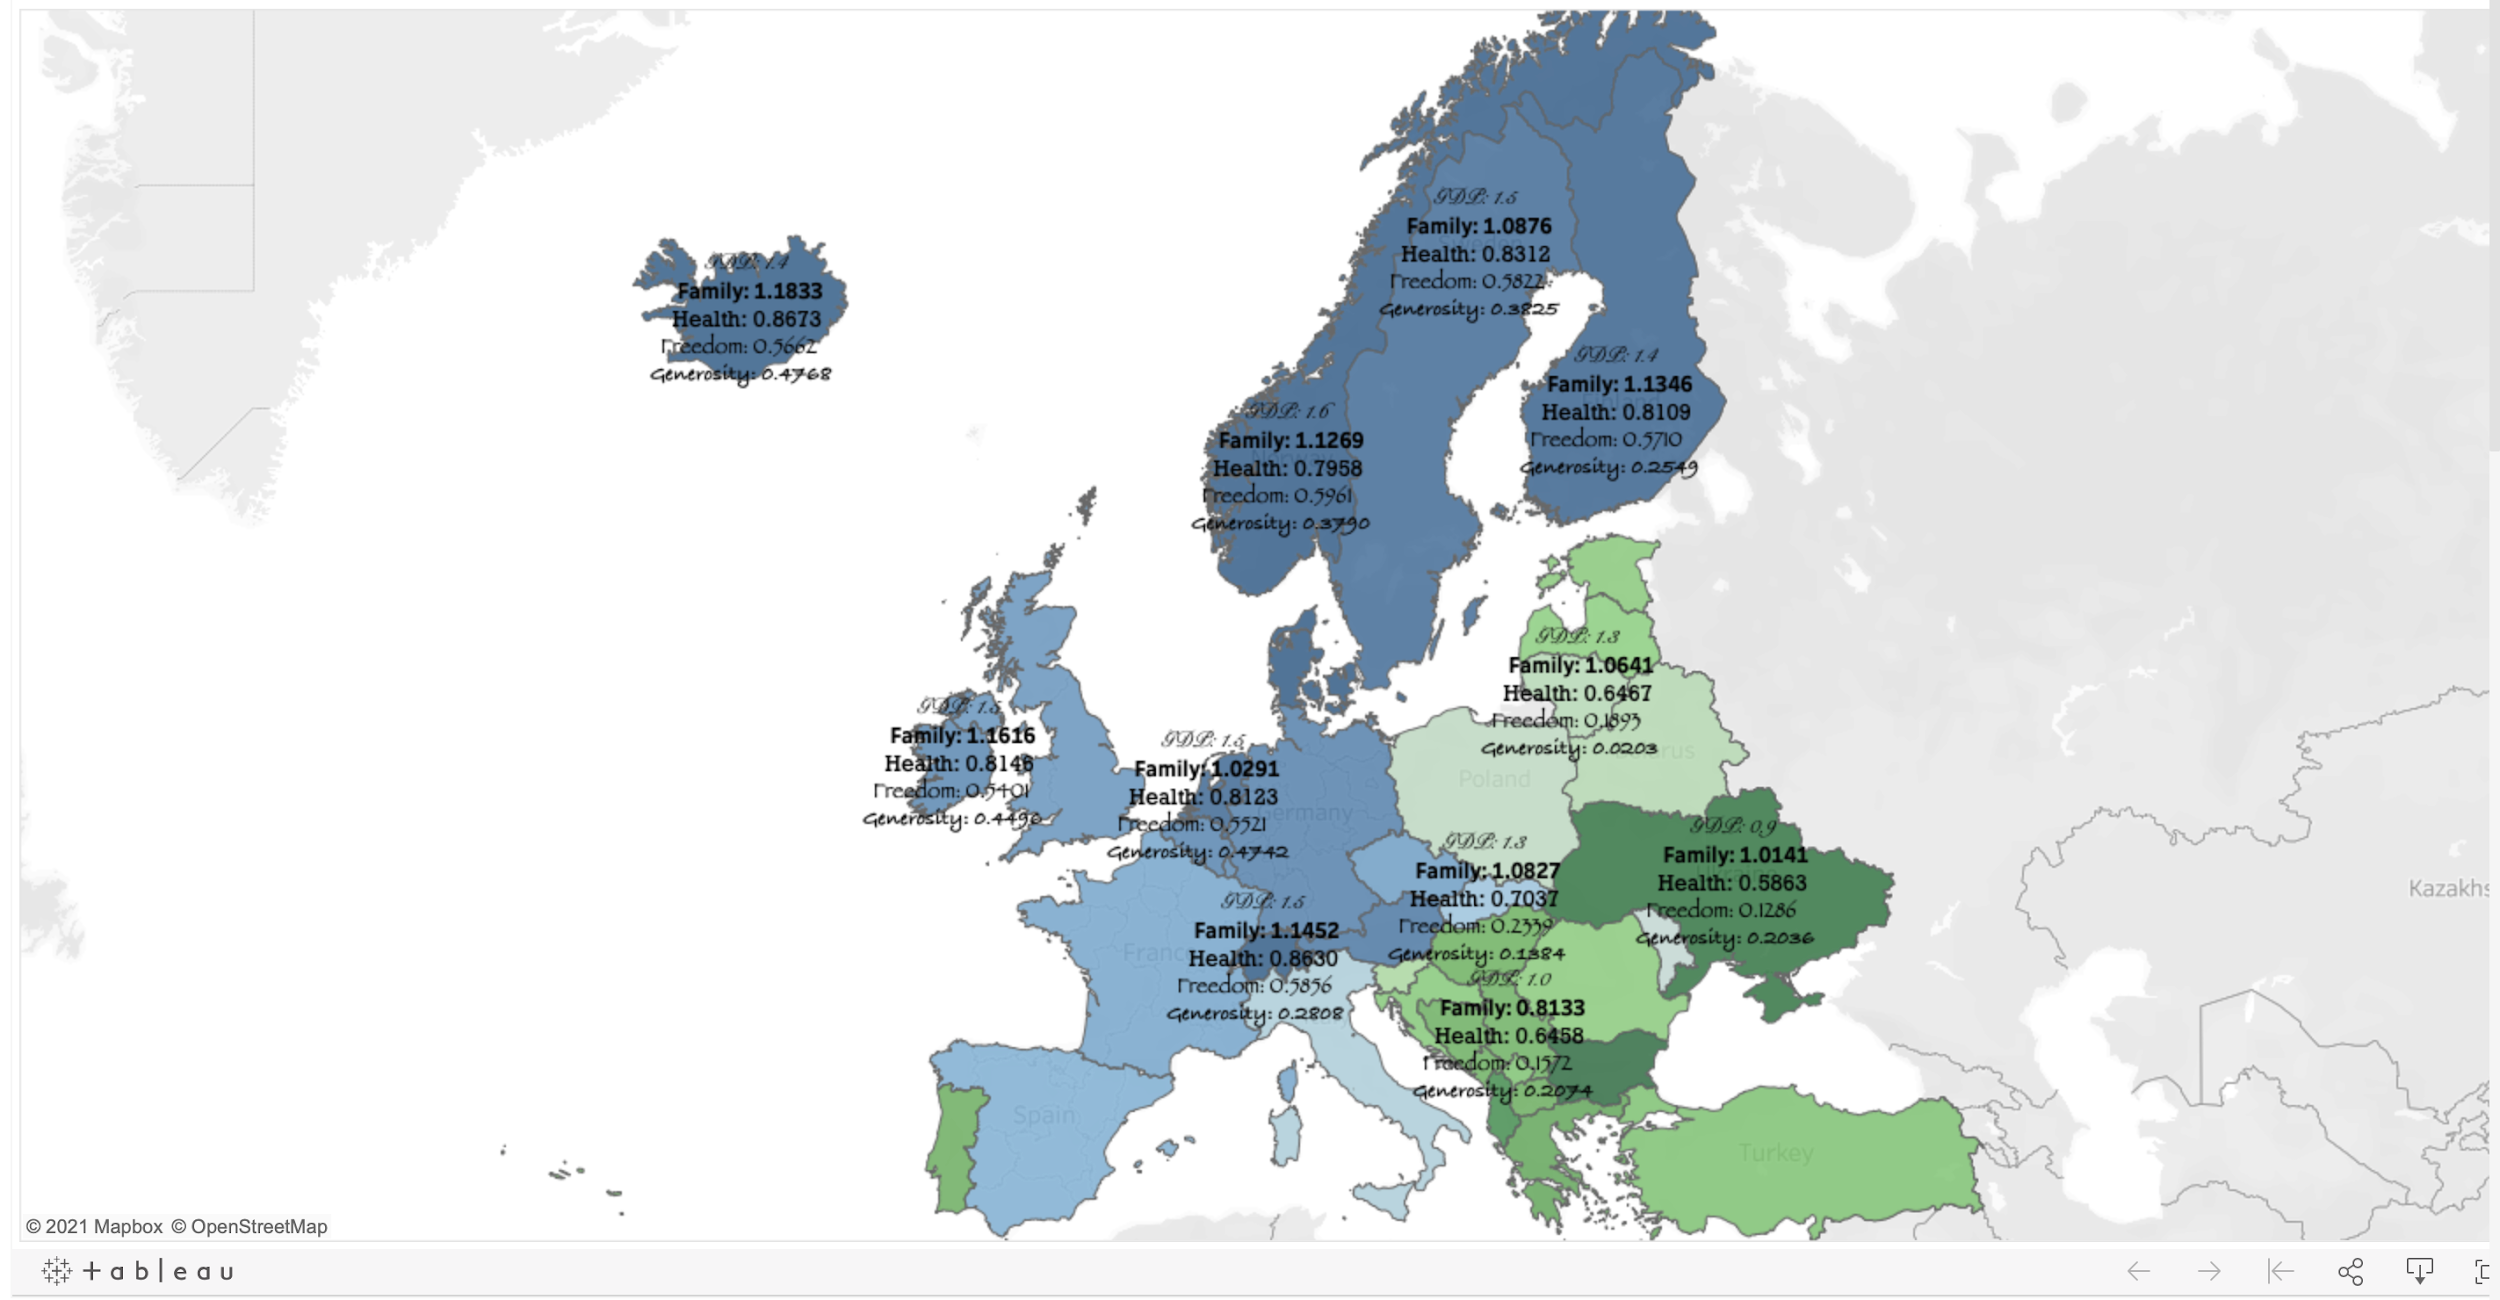 GDP: 1.5
Family: 1.0876
Sweden
Health: 0.8312
Freedom: 0.5822
Generosity: 0.3825
GDP: 1.4
Family: 1.1833
Health: 0.8673
Freedom: 0.5662
Generosity: 0.4768
GDP: 1.4
Family: 1.1346
Finland
Health: 0.8109
Freedom: 0.5710
Generosity: 0.2549
GDP: 1.6
Family: 1.1269
Norway
Health: 0.7958
Freedom: 0.5961
Generosity: 0.3790
GDP: 1.3
Family: 1.0641
Health: 0.6467
Freedom: 0.1893
Generosity: 0.0203
Poland
GDP: 1.5
Family: 1.1616
Health: 0.8146
Freedom: 0.5401
Generosity: 0.4496
GDP: 1.5
Family: 1.0291
Health: 0.8123
Germany
Freedom: 0.5521
Generosity: 0.4742
GDP: 0.9
Family: 1.0141
Health: 0.5863
Freedom: 0.1286
Generosity: 0.2036
Kazakhs
GDP: 1.3
Family: 1.0827
Health: 0.7037
Freedom: 0.2339
Generosity: 0.1384
GDP: 1.5
Family: 1.1452
France
Health: 0.8630
Freedom: 0.5856
Generosity: 0.2808
GDP: 1.0
Family: 0.8133
Health: 0.6458
Freedom: 0.1572
Generosity: 0.2074
Spain
Turkey
© 2021 Mapbox © OpenStreetMap
+ableau